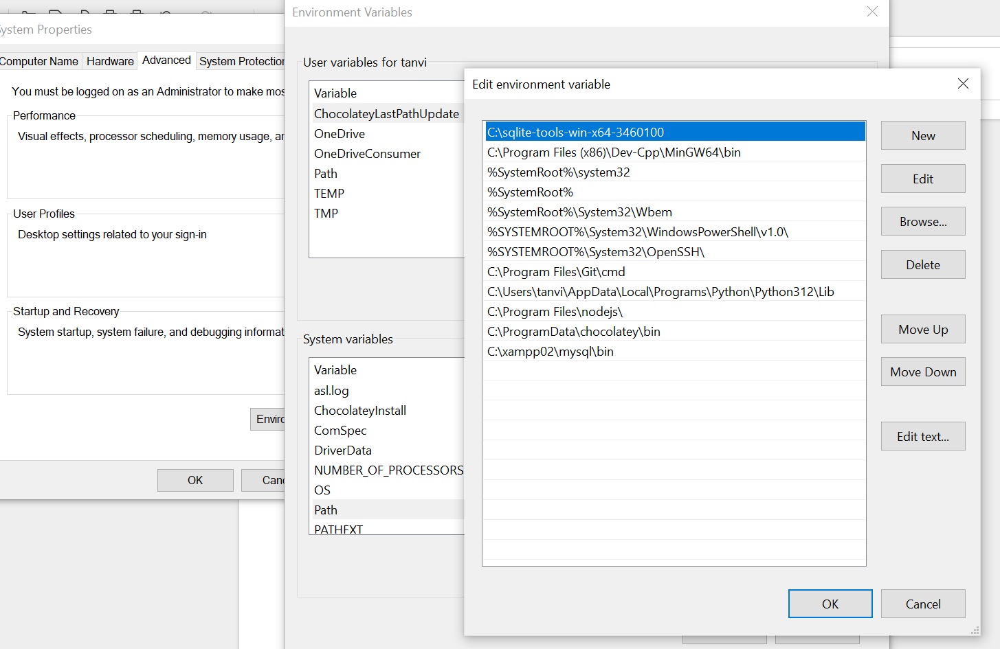 System Properties
Computer Name
Hardware
Advanced
System Protection
You must be logged on as an Administrator to make mos
Performance
Visual effects, processor scheduling, memory usage, an
User Profiles
Desktop settings related to your sign-in
Startup and Recovery
System startup, system failure, and debugging informat
Enviro
OK
Canc
Environment Variables
User variables for tanvi
Variable
ChocolateyLastPathUpdate
OneDrive
OneDriveConsumer
Path
TEMP
TMP
System variables
Variable
asl.log
ChocolateyInstall
ComSpec
DriverData
NUMBER_OF_PROCESSORS
OS
Path
PATHEXT
Edit environment variable
C:\sqlite-tools-win-x64-3460100
C:\Program Files (x86)\Dev-Cpp\MinGW64\bin
%SystemRoot%\system32
%SystemRoot%
%SystemRoot%\System32\Wbem
%SYSTEMROOT%\System32\WindowsPowerShell\v1.0\
%SYSTEMROOT%\System32\OpenSSH\
C:\Program Files\Git\cmd
C:\Users\tanvi\AppData\Local\Programs\Python\Python312\Lib
C:\Program Files\nodejs\
C:\ProgramData\chocolatey\bin
C:\xampp02\mysql\bin
New
Edit
Browse...
Delete
Move Up
Move Down
Edit text...
OK
Cancel